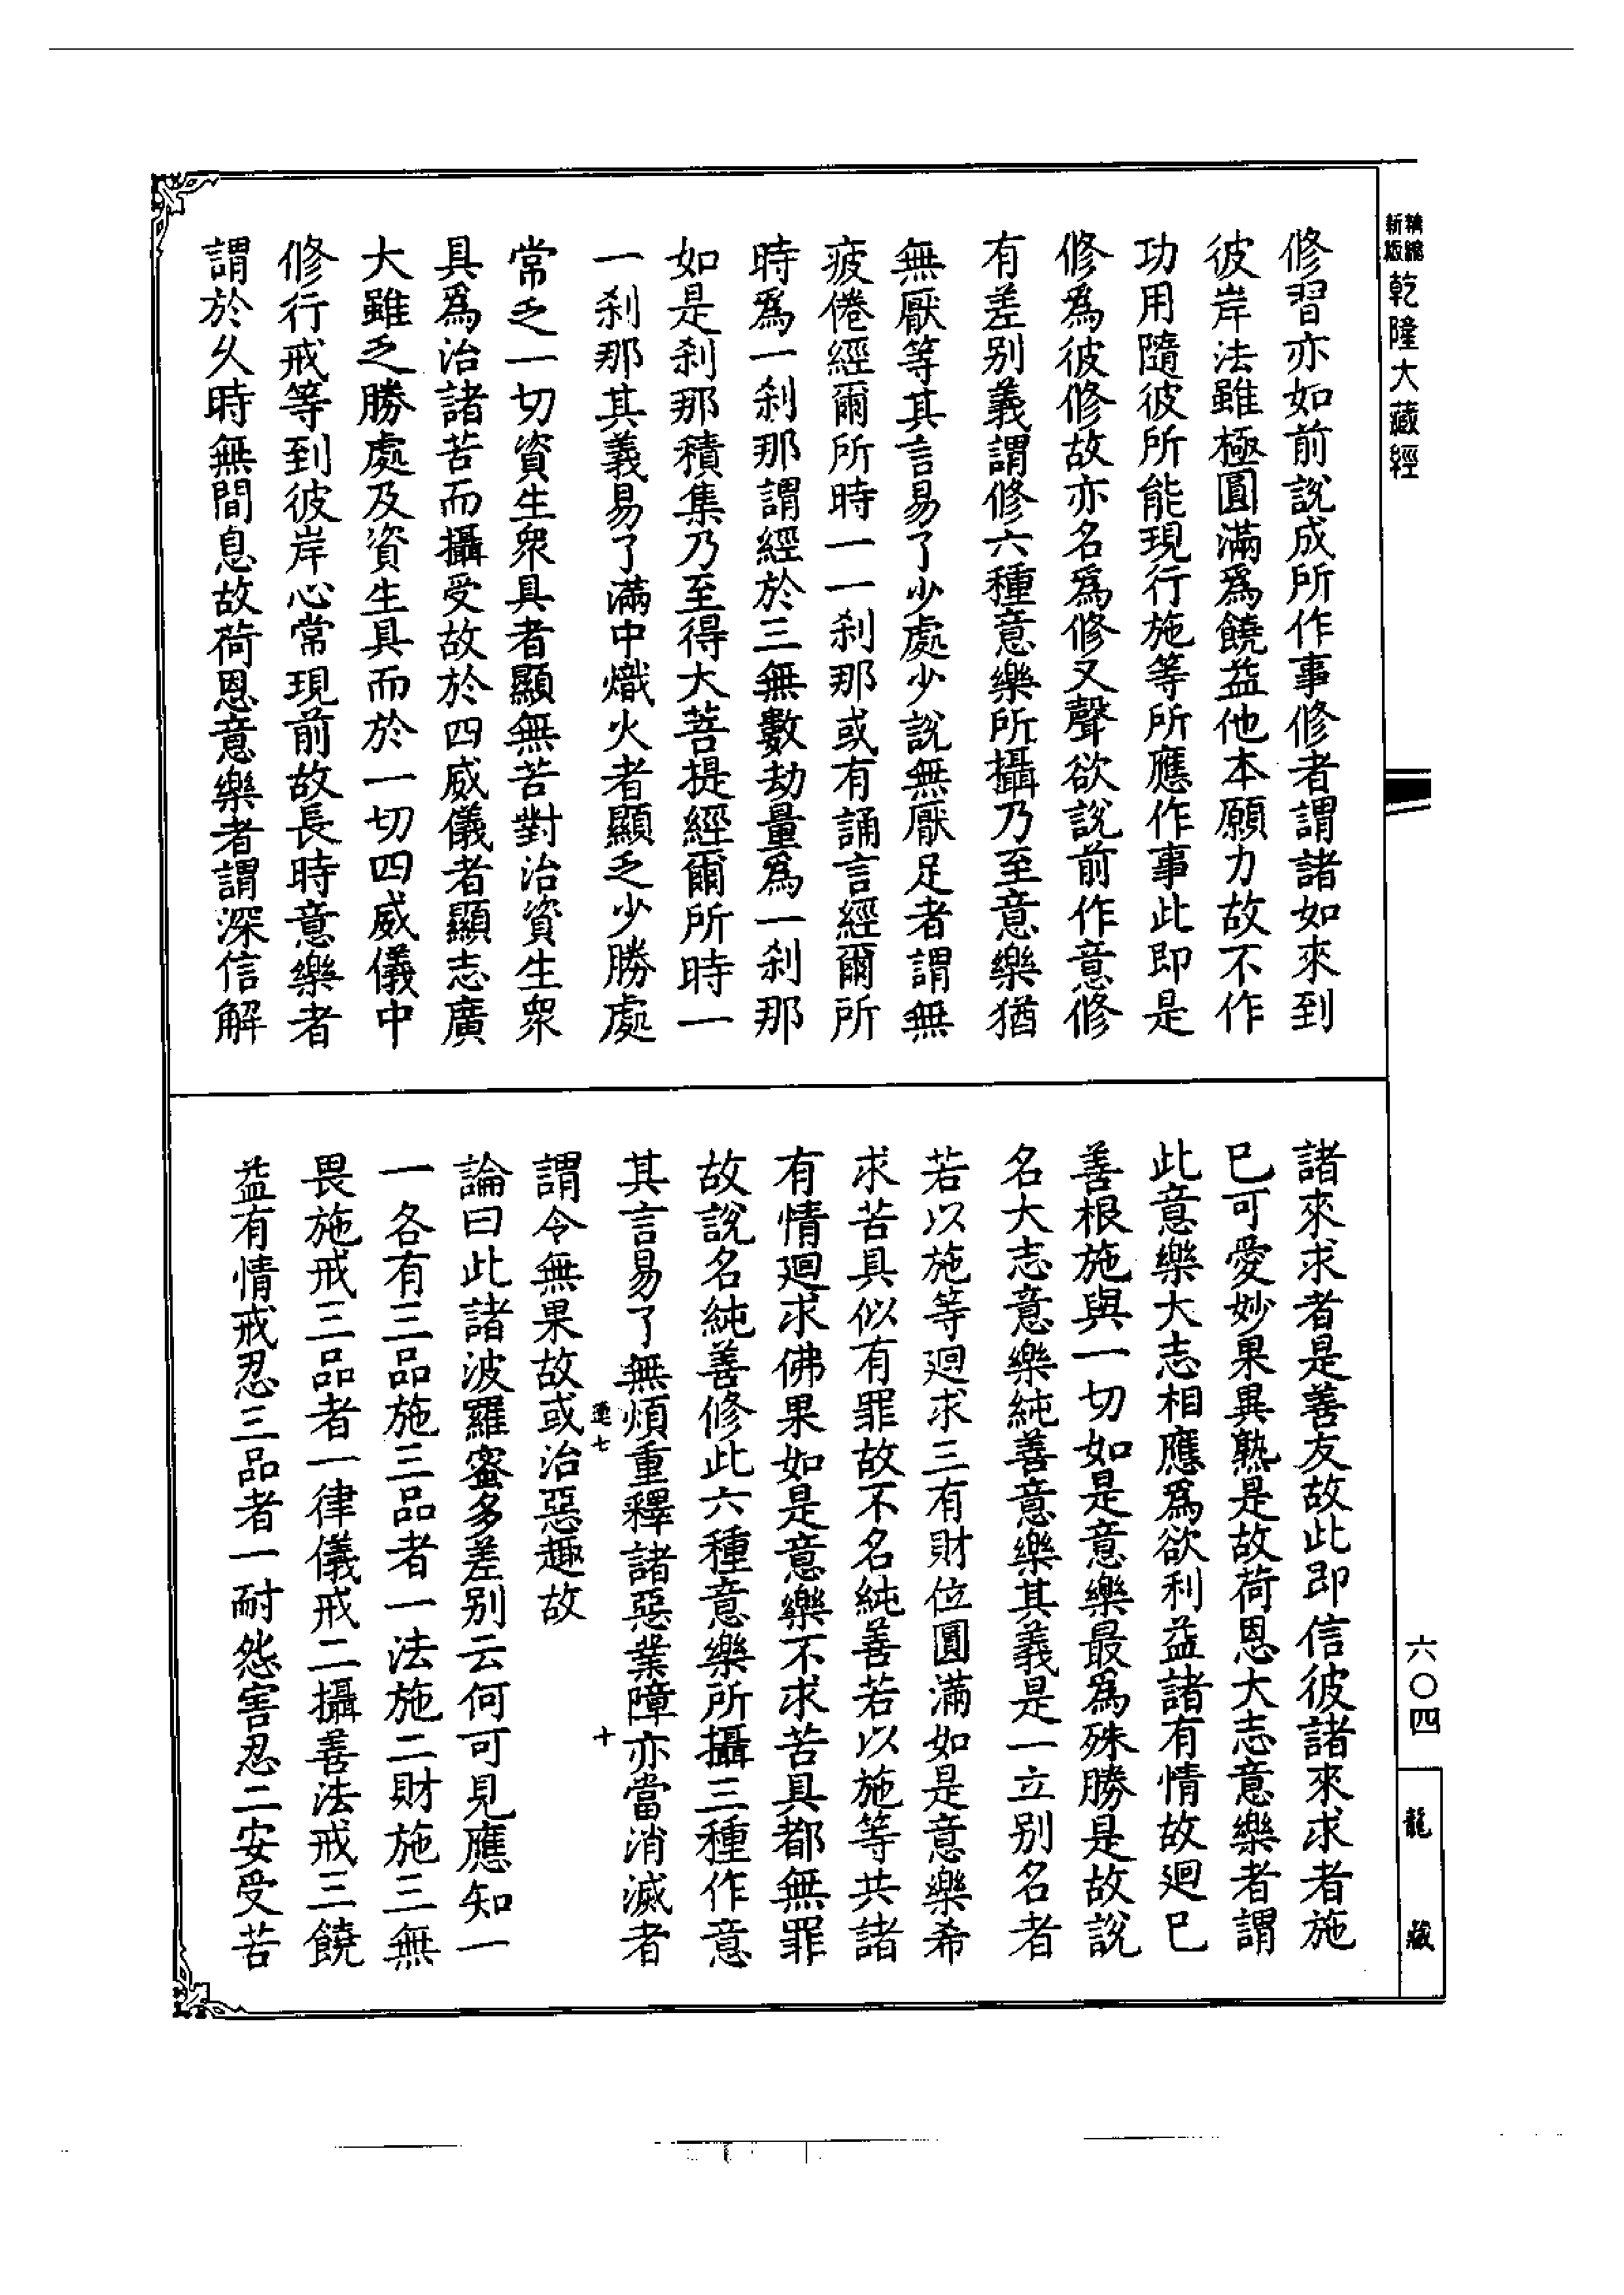 新版精縮乾隆大藏經
修習亦如前說成所作事修者謂諸如來到
彼岸法雖極圓滿爲饒益他本願力故不作
功用隨彼所能現行施等所應作事此即是
修爲彼修故亦名爲修又聲欲說前作意修
有差別義謂修六種意樂所攝乃至意樂猶
無厭等其言易了少處少說無厭足者謂無
疲倦經爾所時一一剎那或有誦言經爾所
時爲一剎那謂經於三無數劫量爲一剎那
如是剎那積集乃至得大菩提經爾所時一
一剎那其義易了滿中熾火者顯乏少勝處
常乏一切資生眾具者顯無苦對治資生眾
具爲治諸苦而攝受故於四威儀者顯志廣
大雖乏勝處及資生具而於一切四威儀中
修行戒等到彼岸心常現前故長時意樂者
謂於久時無間息故荷恩意樂者謂深信解
諸來求者是善友故此即信彼諸來求者施
已可愛妙果異熟是故荷恩大志意樂者謂
此意樂大志相應爲欲利益諸有情故迴已
善根施與一切如是意樂最爲殊勝是故說
名大志意樂純善意樂其義是一立別名者
若以施等迴求三有財位圓滿如是意樂希
求苦具似有罪故不名純善若以施等共諸
有情迴求佛果如是意樂不求苦具都無罪
故說名純善修此六種意樂所攝三種作意
其言易了無煩重釋諸惡業障亦當消滅者
七 十
謂令無果故或治惡趣故
論曰此諸波羅蜜多差別云何可見應知一
一各有三品施三品者一法施二財施三無
畏施戒三品者一律儀戒二攝善法戒三饒
益有情戒忍三品者一耐怨害忍二安受苦
六〇四
龍藏